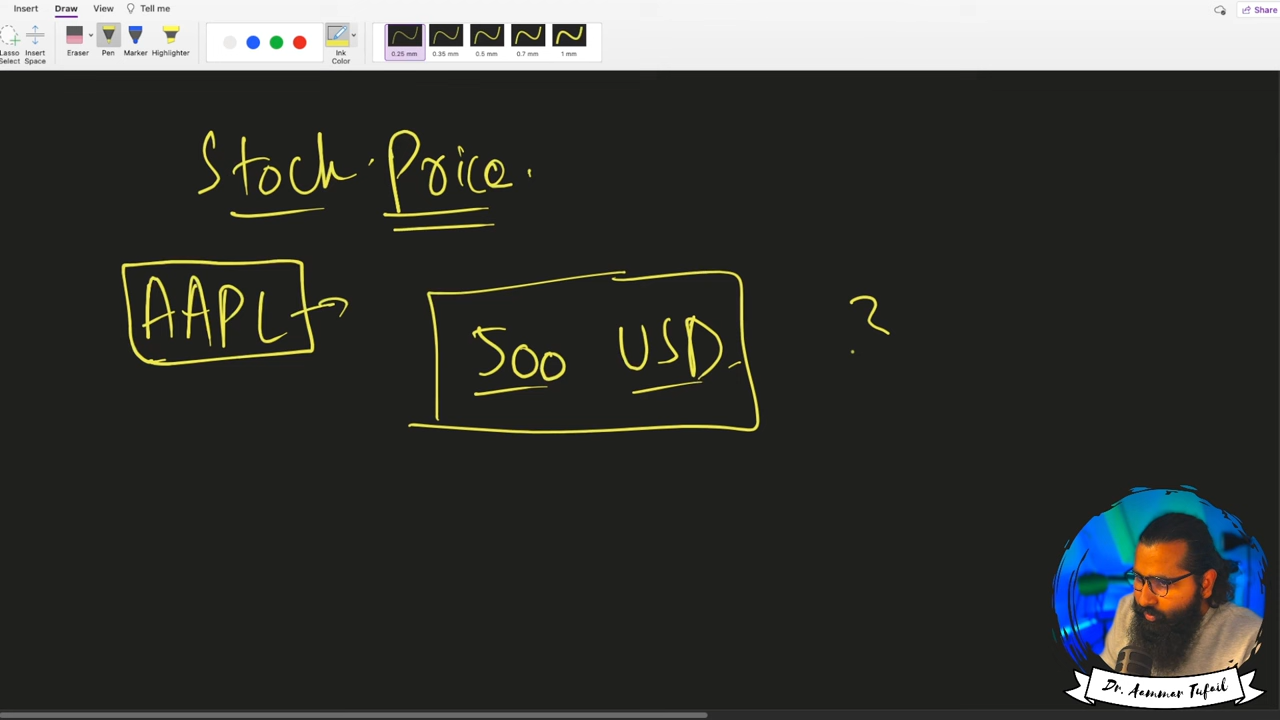 Insert Draw View Tell me
Share
Lasso Select
Insert Space
Eraser
Pen
Marker
Highlighter
Ink Color
0.25 mm
0.35 mm
0.5 mm
0.7 mm
1 mm
Stock Price.
AAPL
500 USD
?
Dr. Aammar Tufail